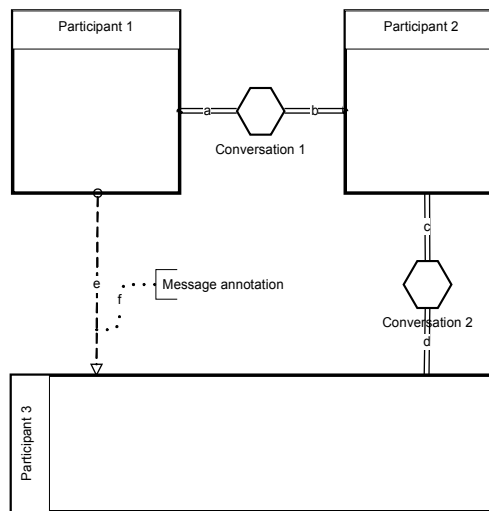 Participant 1
Participant 2
a
b
Conversation 1
c
e
f
Message annotation
Conversation 2
d
Participant 3